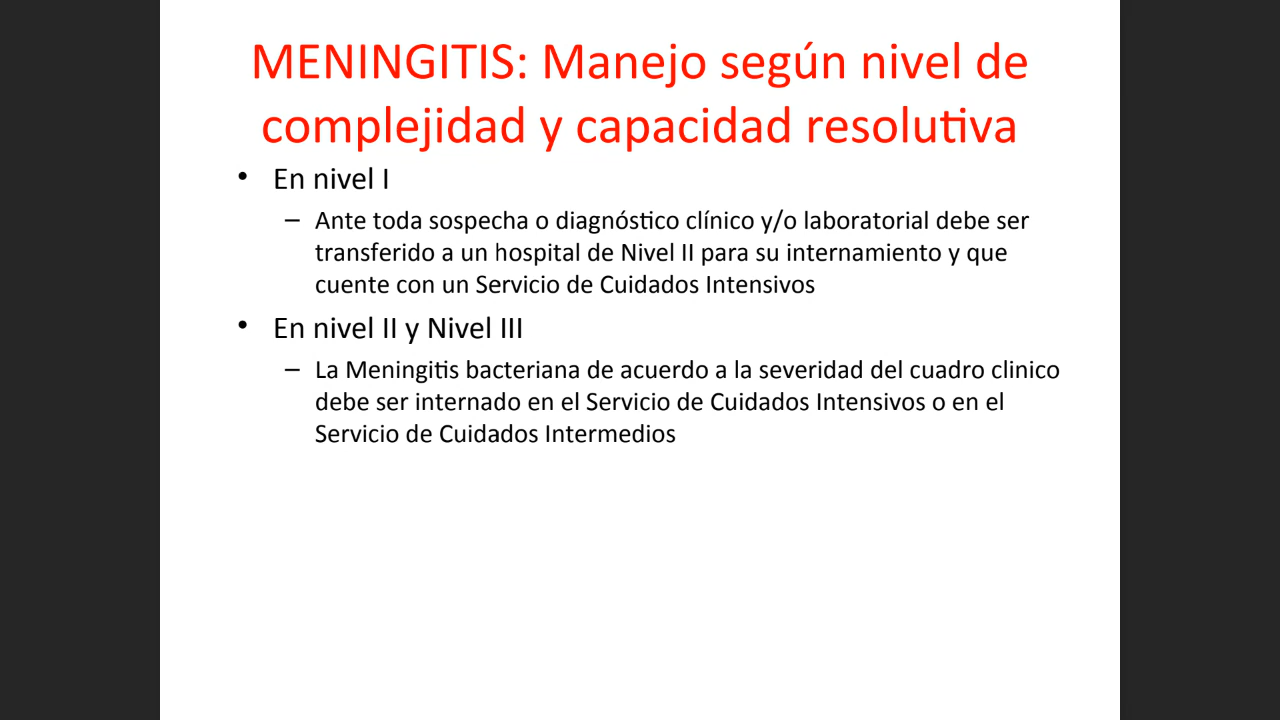 MENINGITIS: Manejo según nivel de
complejidad y capacidad resolutiva
• En nivel I
– Ante toda sospecha o diagnóstico clínico y/o laboratorial debe ser
transferido a un hospital de Nivel II para su internamiento y que
cuente con un Servicio de Cuidados Intensivos
• En nivel II y Nivel III
– La Meningitis bacteriana de acuerdo a la severidad del cuadro clinico
debe ser internado en el Servicio de Cuidados Intensivos o en el
Servicio de Cuidados Intermedios